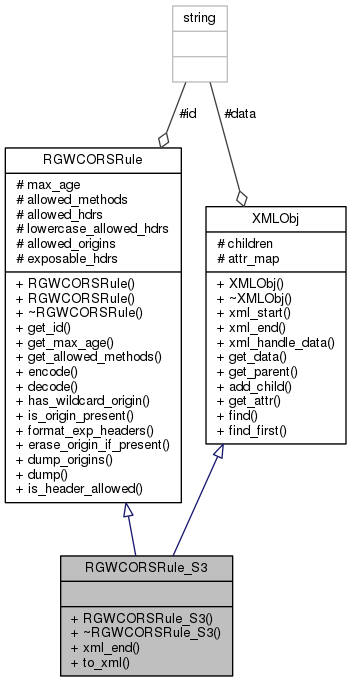 string
#id
#data
RGWCORSRule
# max_age
# allowed_methods
# allowed_hdrs
# lowercase_allowed_hdrs
# allowed_origins
# exposable_hdrs
+ RGWCORSRule()
+ RGWCORSRule()
+ ~RGWCORSRule()
+ get_id()
+ get_max_age()
+ get_allowed_methods()
+ encode()
+ decode()
+ has_wildcard_origin()
+ is_origin_present()
+ format_exp_headers()
+ erase_origin_if_present()
+ dump_origins()
+ dump()
+ is_header_allowed()
XMLObj
# children
# attr_map
+ XMLObj()
+ ~XMLObj()
+ xml_start()
+ xml_end()
+ xml_handle_data()
+ get_data()
+ get_parent()
+ add_child()
+ get_attr()
+ find()
+ find_first()
RGWCORSRule_S3
+ RGWCORSRule_S3()
+ ~RGWCORSRule_S3()
+ xml_end()
+ to_xml()